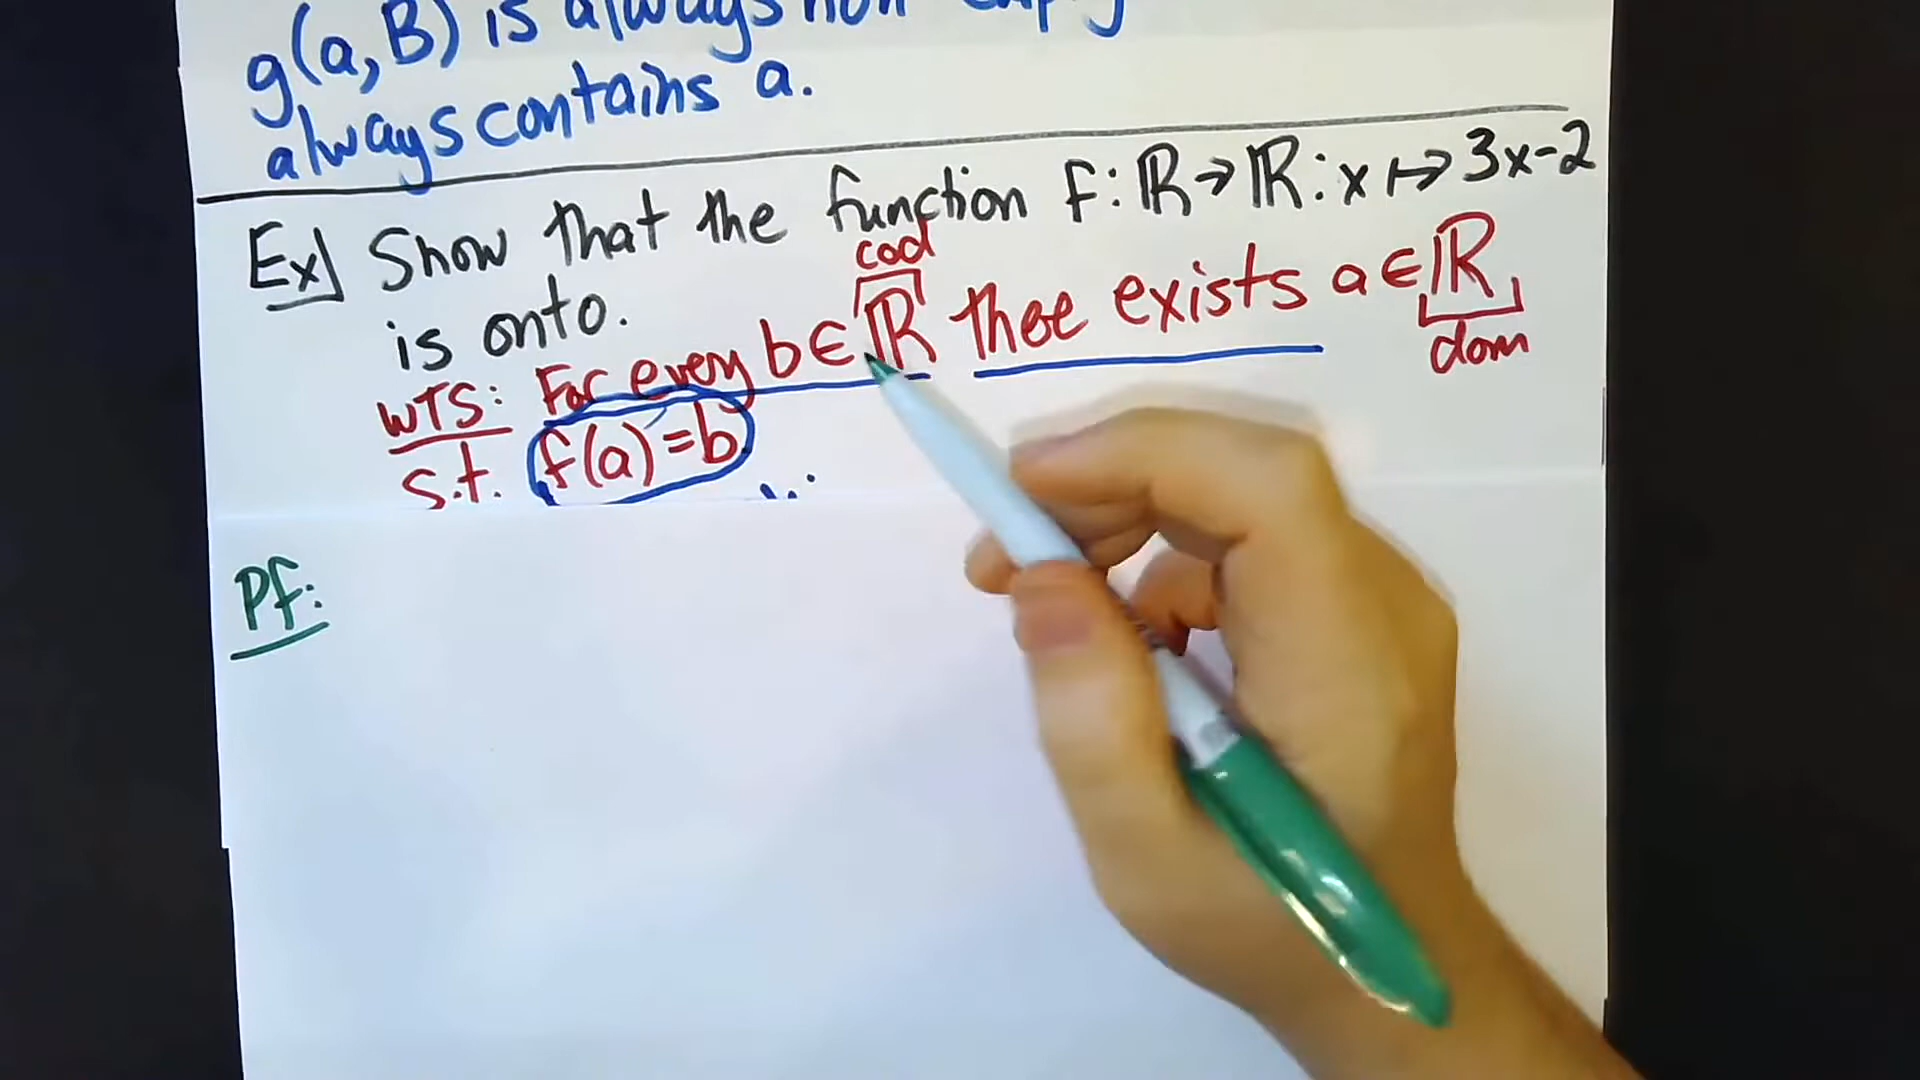 g(a,B) is always non-empty
always contains a.
Ex] Show that the function f: ℝ→ℝ: x ↦ 3x-2
is onto.
cod
WTS: For every b∈ℝ there exists a∈ℝ
dom
s.t. f(a)=b.
Pf: